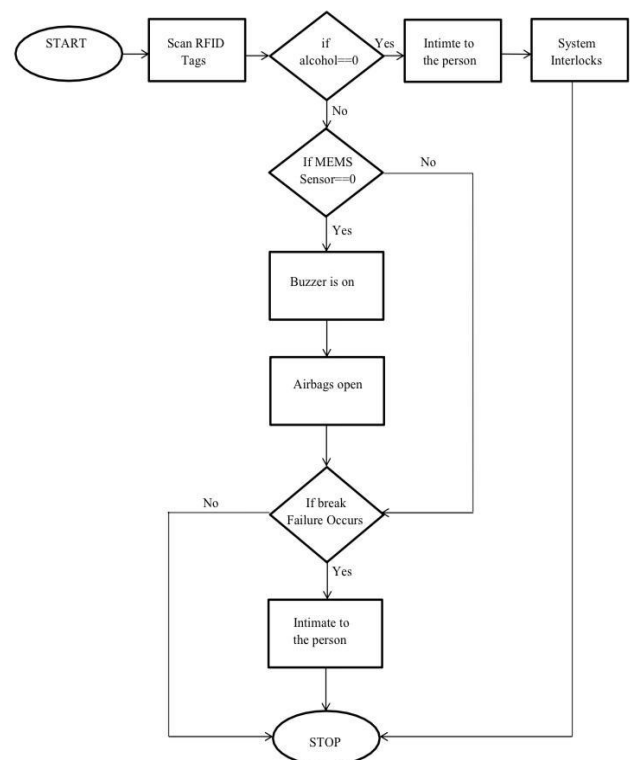 START
Scan RFID
Tags
if
alcohol==0
Yes
Intimte to
the person
System
Interlocks
No
If MEMS
Sensor==0
No
Yes
Buzzer is on
Airbags open
No
If break
Failure Occurs
Yes
Intimate to
the person
STOP